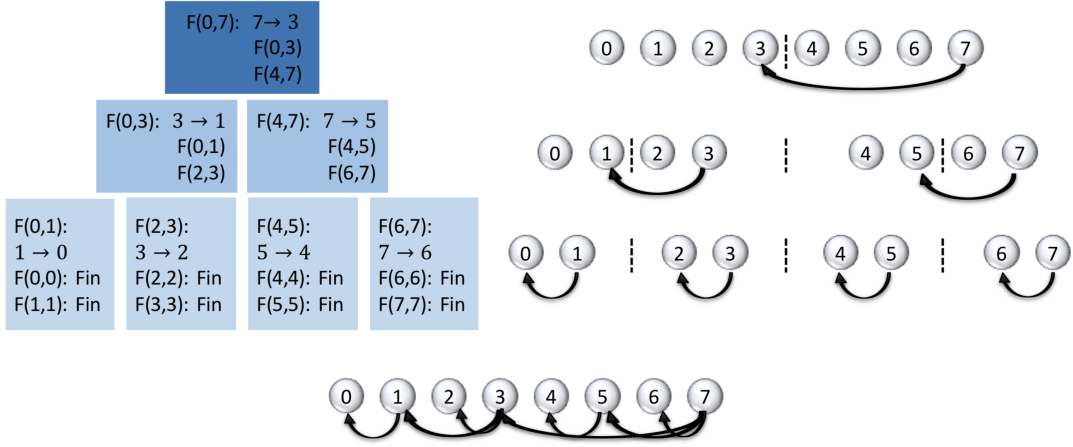 F(0,7): 7→ 3
F(0,3)
F(4,7)
0 1 2 3 4 5 6 7
F(0,3): 3 → 1
F(0,1)
F(2,3)
F(4,7): 7 → 5
F(4,5)
F(6,7)
0 1 2 3 4 5 6 7
F(0,1):
1 → 0
F(0,0): Fin
F(1,1): Fin
F(2,3):
3 → 2
F(2,2): Fin
F(3,3): Fin
F(4,5):
5 → 4
F(4,4): Fin
F(5,5): Fin
F(6,7):
7 → 6
F(6,6): Fin
F(7,7): Fin
0 1 2 3 4 5 6 7
0 1 2 3 4 5 6 7